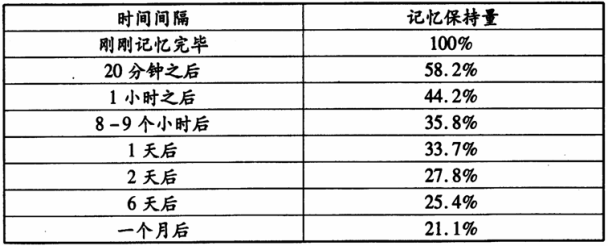 时间间隔 记忆保持量
刚刚记忆完毕 100%
20分钟之后 58.2%
1小时之后 44.2%
8-9个小时后 35.8%
1天后 33.7%
2天后 27.8%
6天后 25.4%
一个月后 21.1%